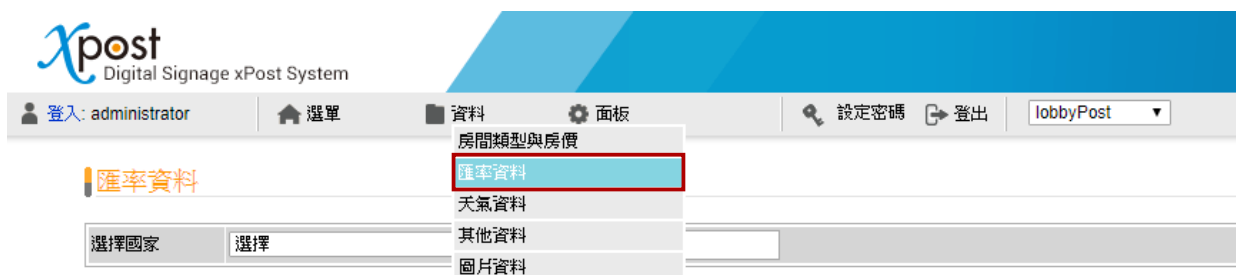 xpost
Digital Signage xPost System
登入: administrator 選單 資料 面板 設定密碼 登出 lobbyPost
房間類型與房價
匯率資料
天氣資料
其他資料
圖片資料
匯率資料
選擇國家 選擇